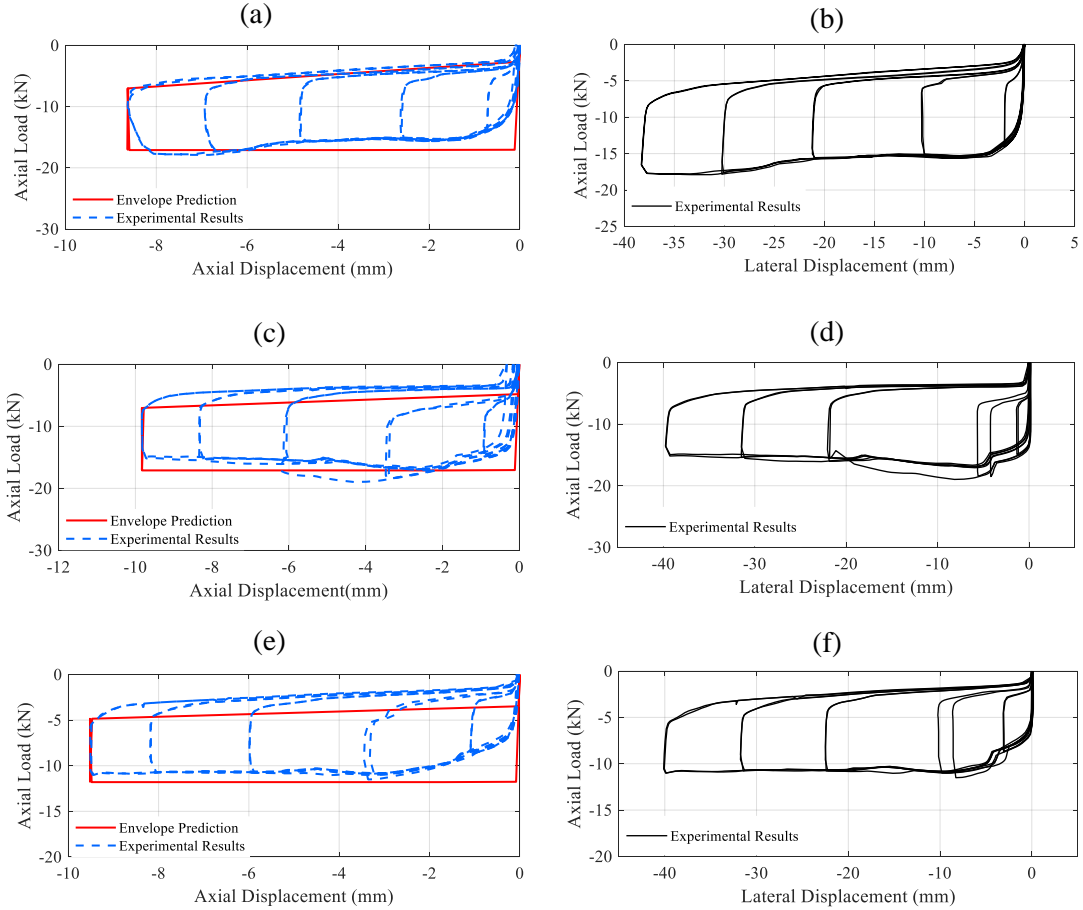 (a)
0
-10
-20
-30
Axial Load (kN)
Envelope Prediction
Experimental Results
-10
-8
-6
-4
-2
0
Axial Displacement (mm)
(b)
0
-5
-10
-15
-20
-25
Axial Load (kN)
Experimental Results
-40
-35
-30
-25
-20
-15
-10
-5
0
5
Lateral Displacement (mm)
(c)
0
-10
-20
-30
Axial Load (kN)
Envelope Prediction
Experimental Results
-12
-10
-8
-6
-4
-2
0
Axial Displacement(mm)
(d)
0
-10
-20
-30
Axial Load (kN)
Experimental Results
-40
-30
-20
-10
0
Lateral Displacement (mm)
(e)
0
-5
-10
-15
-20
Axial Load (kN)
Envelope Prediction
Experimental Results
-10
-8
-6
-4
-2
0
Axial Displacement (mm)
(f)
0
-5
-10
-15
-20
Axial Load (kN)
Experimental Results
-40
-30
-20
-10
0
Lateral Displacement (mm)